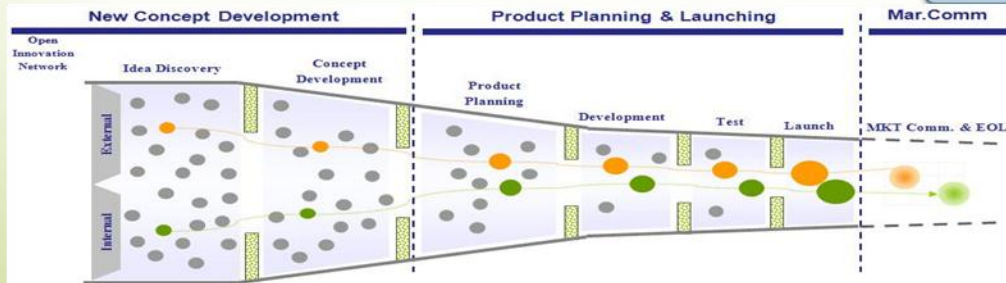 New Concept Development
Product Planning & Launching
Mar.Comm
Open
Innovation
Network
Idea Discovery
Concept
Development
Product
Planning
Development
Test
Launch
MKT Comm. & EOL
External
Internal